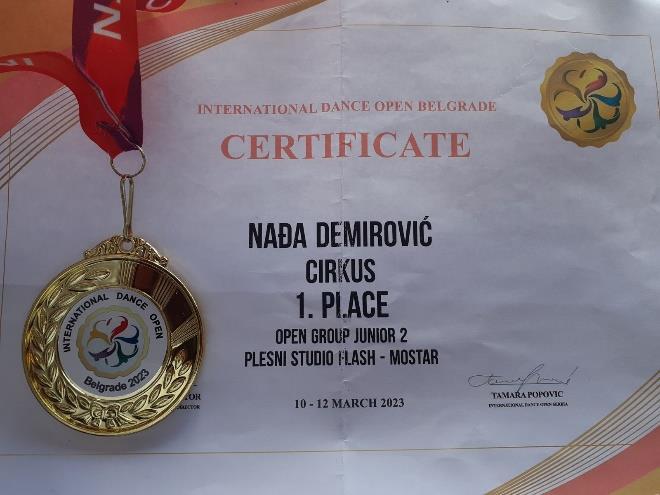 INTERNATIONAL DANCE OPEN BELGRADE
CERTIFICATE
NAĐA DEMIROVIĆ
CIRKUS
1. PLACE
OPEN GROUP JUNIOR 2
PLESNI STUDIO FLASH - MOSTAR
10 - 12 MARCH 2023
TAMARA POPOVIC
INTERNATIONAL DANCE OPEN SERBIA
INTERNATIONAL DANCE OPEN
Belgrade 2023